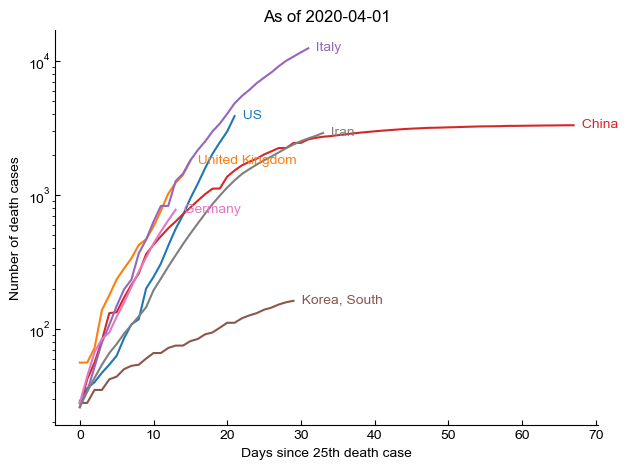 As of 2020-04-01
Number of death cases
10^4
10^3
10^2
Italy
US
Iran
China
United Kingdom
Germany
Korea, South
0 10 20 30 40 50 60 70
Days since 25th death case